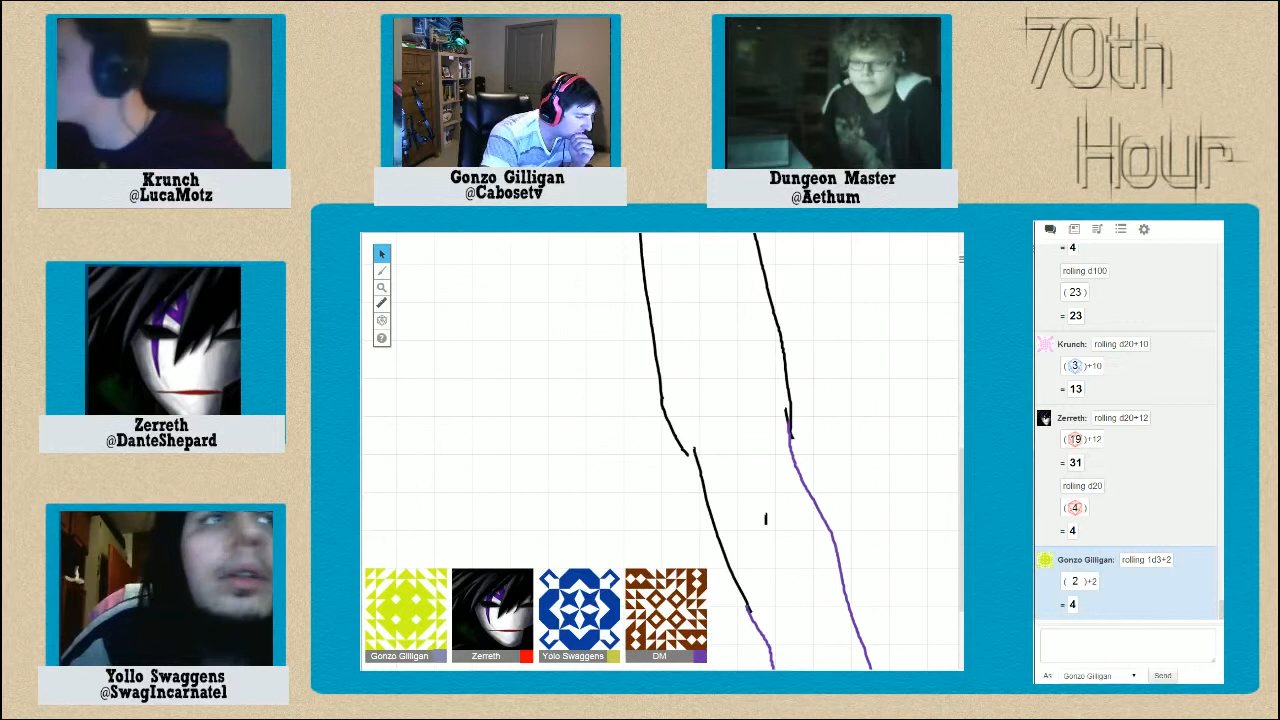 70th
Hour
Krunch
@LucaMotz
Gonzo Gilligan
@Cabosetv
Dungeon Master
@Aethum
Zerreth
@DanteShepard
Yollo Swaggens
@SwagIncarnate1
Gonzo Gilligan
Zerreth
Yolo Swaggens
DM
= 4
rolling d100
( 23 )
= 23
Krunch: rolling d20+10
( 3 )+10
= 13
Zerreth: rolling d20+12
( 19 )+12
= 31
rolling d20
( 4 )
= 4
Gonzo Gilligan: rolling 1d3+2
( 2 )+2
= 4
As: Gonzo Gilligan
Send